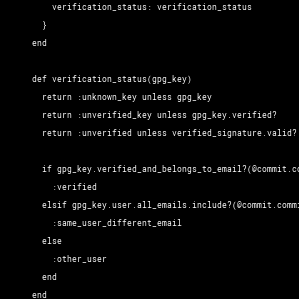 verification_status: verification_status
}
end
def verification_status(gpg_key)
return :unknown_key unless gpg_key
return :unverified_key unless gpg_key.verified?
return :unverified unless verified_signature.valid?
if gpg_key.verified_and_belongs_to_email?(@commit.co
:verified
elsif gpg_key.user.all_emails.include?(@commit.commi
:same_user_different_email
else
:other_user
end
end